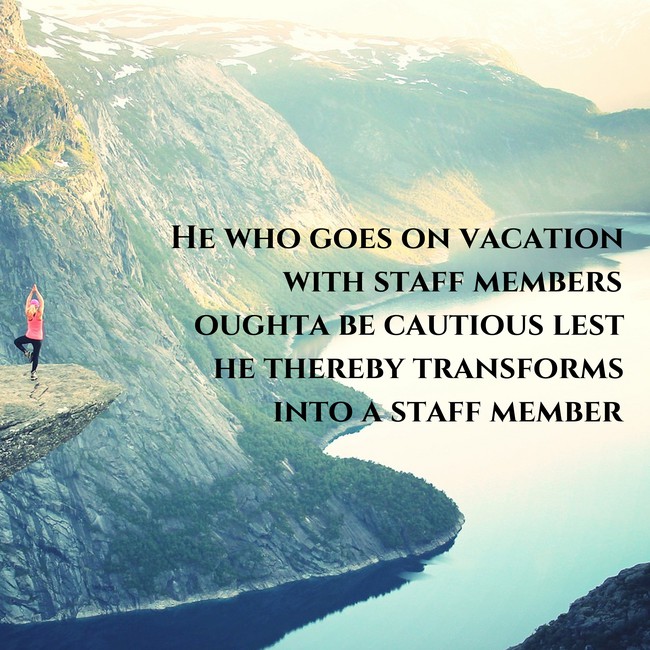 He who goes on vacation
with staff members
oughta be cautious lest
he thereby transforms
into a staff member